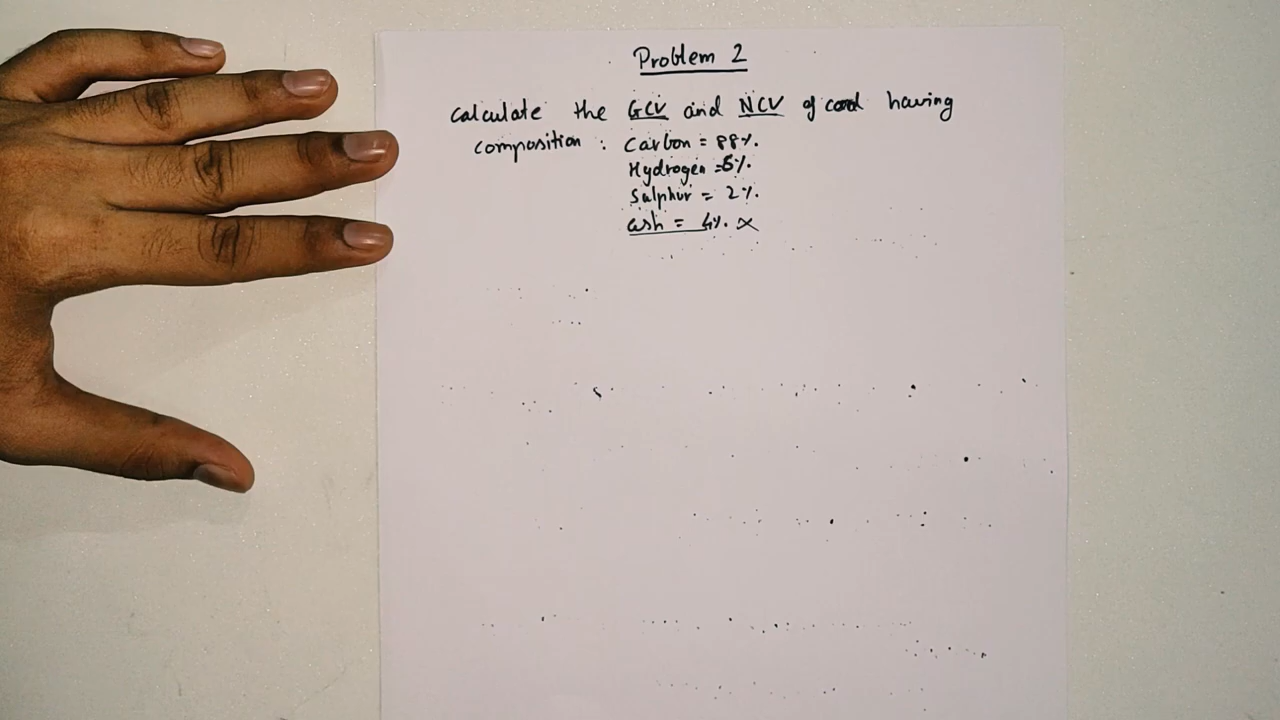 Problem 2
Calculate the GCV and NCV of coal having
composition : Carbon = 88%.
Hydrogen = 6%.
Sulphur = 2%.
ash = 4%. ×